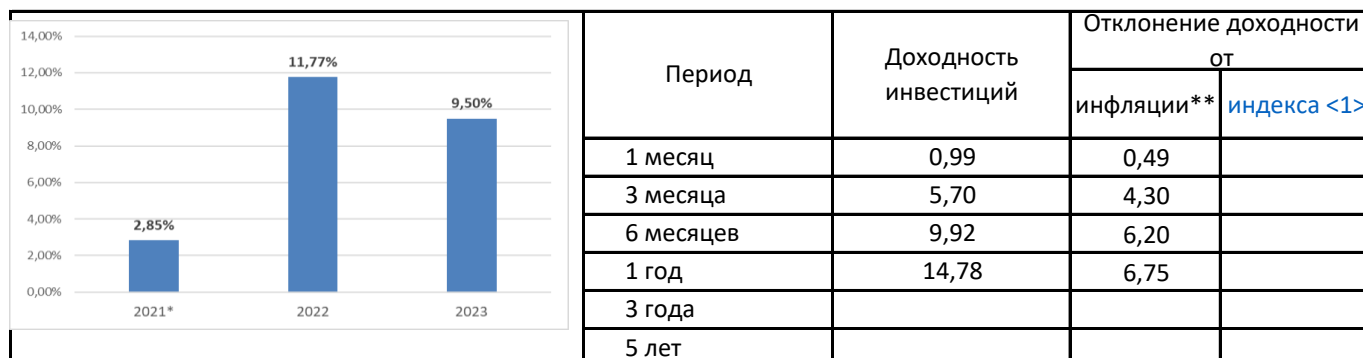 14,00%
12,00%
10,00%
8,00%
6,00%
4,00%
2,00%
0,00%
2,85%
11,77%
9,50%
2021*
2022
2023
Период
Доходность
инвестиций
Отклонение доходности
от
инфляции**
индекса <1>
1 месяц 0,99 0,49
3 месяца 5,70 4,30
6 месяцев 9,92 6,20
1 год 14,78 6,75
3 года
5 лет